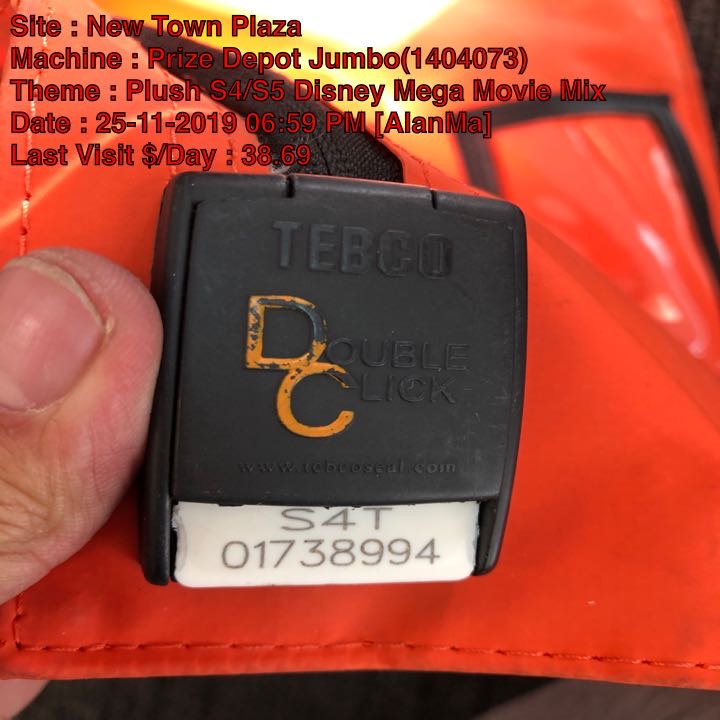 Site : New Town Plaza
Machine : Prize Depot Jumbo(1404073)
Theme : Plush S4/S5 Disney Mega Movie Mix
Date : 25-11-2019 06:59 PM [AlanMa]
Last Visit $/Day : 38.69
TEBCO
DOUBLE
CLICK
www.tebcoseal.com
S4T
01738994